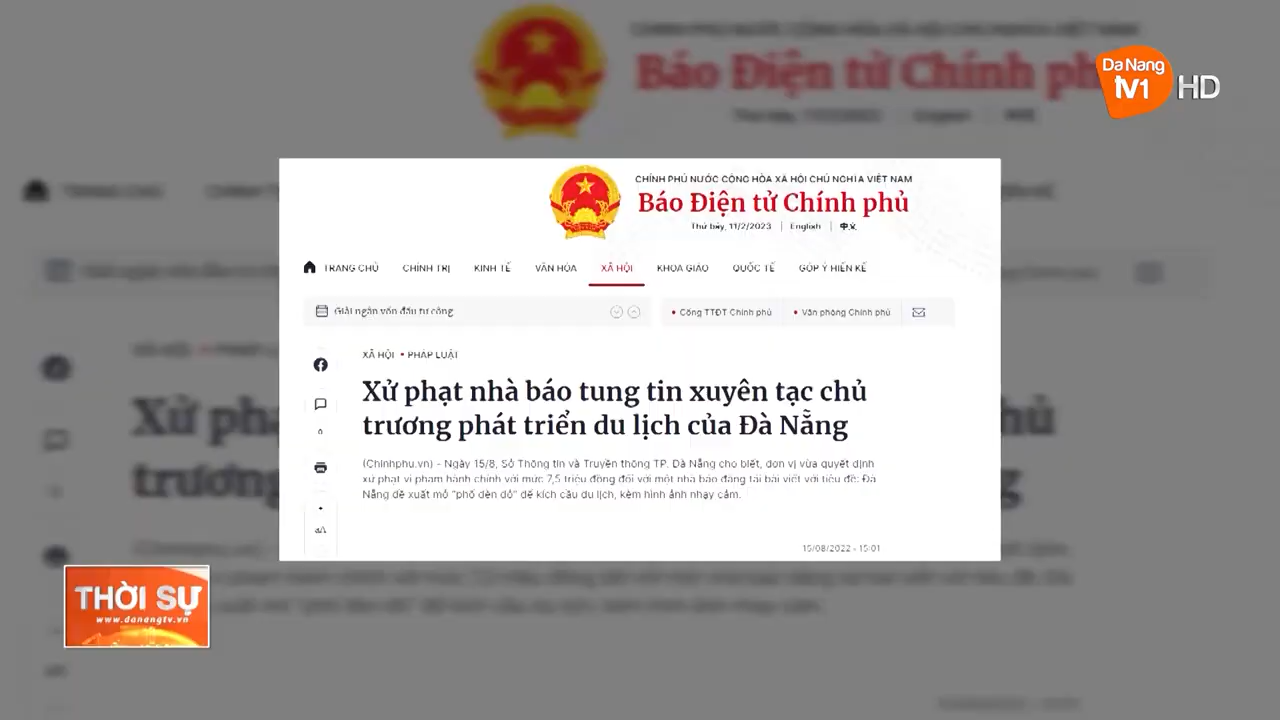 Da Nang
TV1 HD
CHÍNH PHỦ NƯỚC CỘNG HÒA XÃ HỘI CHỦ NGHĨA VIỆT NAM
Báo Điện tử Chính phủ
Thứ bảy, 11/2/2023 | English | 中文
TRANG CHỦ CHÍNH TRỊ KINH TẾ VĂN HÓA XÃ HỘI KHOA GIÁO QUỐC TẾ GÓP Ý HIẾN KẾ
Giải ngân vốn đầu tư công
• Cổng TTĐT Chính phủ • Văn phòng Chính phủ
XÃ HỘI • PHÁP LUẬT
Xử phạt nhà báo tung tin xuyên tạc chủ
trương phát triển du lịch của Đà Nẵng
(Chinhphu.vn) - Ngày 15/8, Sở Thông tin và Truyền thông TP. Đà Nẵng cho biết, đơn vị vừa quyết định
xử phạt vi phạm hành chính với mức 7,5 triệu đồng đối với một nhà báo đăng tải bài viết với tiêu đề: Đà
Nẵng đề xuất mở "phố đèn đỏ" để kích cầu du lịch, kèm hình ảnh nhạy cảm.
aA
15/08/2022 - 15:01
THỜI SỰ
www.danangtv.vn